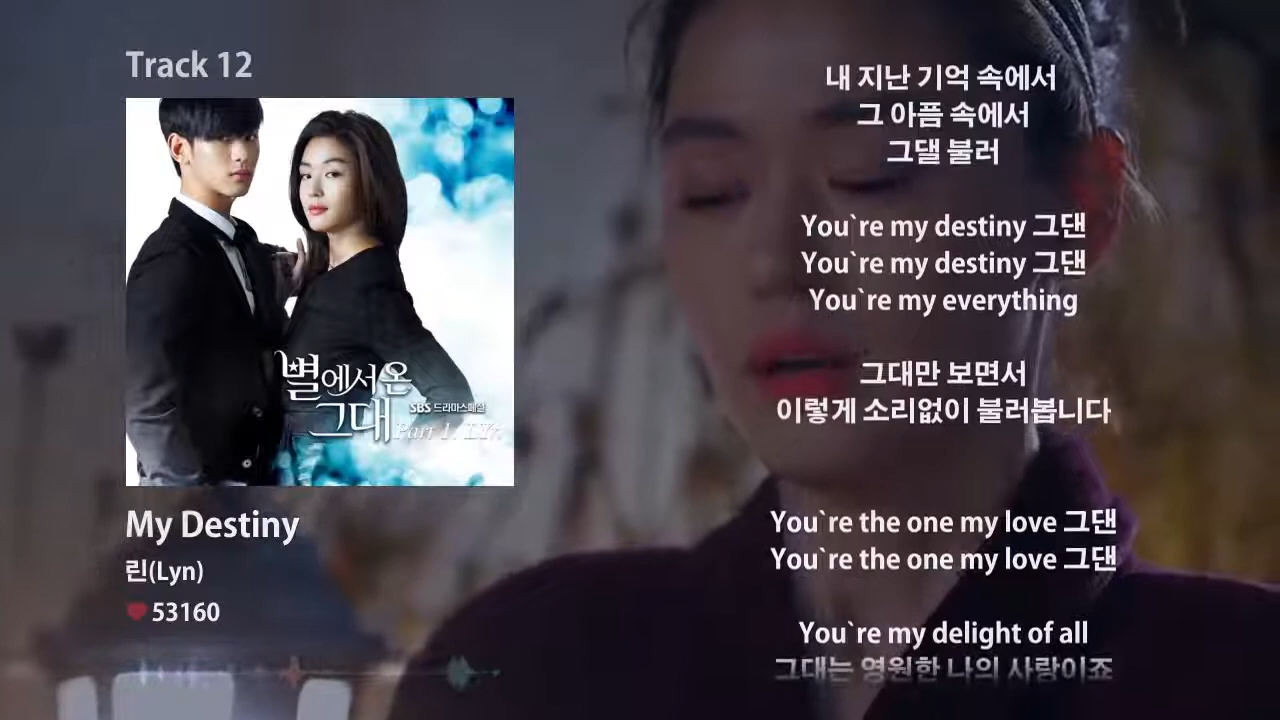 Track 12
별에서 온
그대
SBS 드라마스페셜
Part 1. LYn
My Destiny
린(Lyn)
53160
내 지난 기억 속에서
그 아픔 속에서
그댈 불러
You`re my destiny 그댄
You`re my destiny 그댄
You`re my everything
그대만 보면서
이렇게 소리없이 불러봅니다
You`re the one my love 그댄
You`re the one my love 그댄
You`re my delight of all
그대는 영원한 나의 사랑이죠